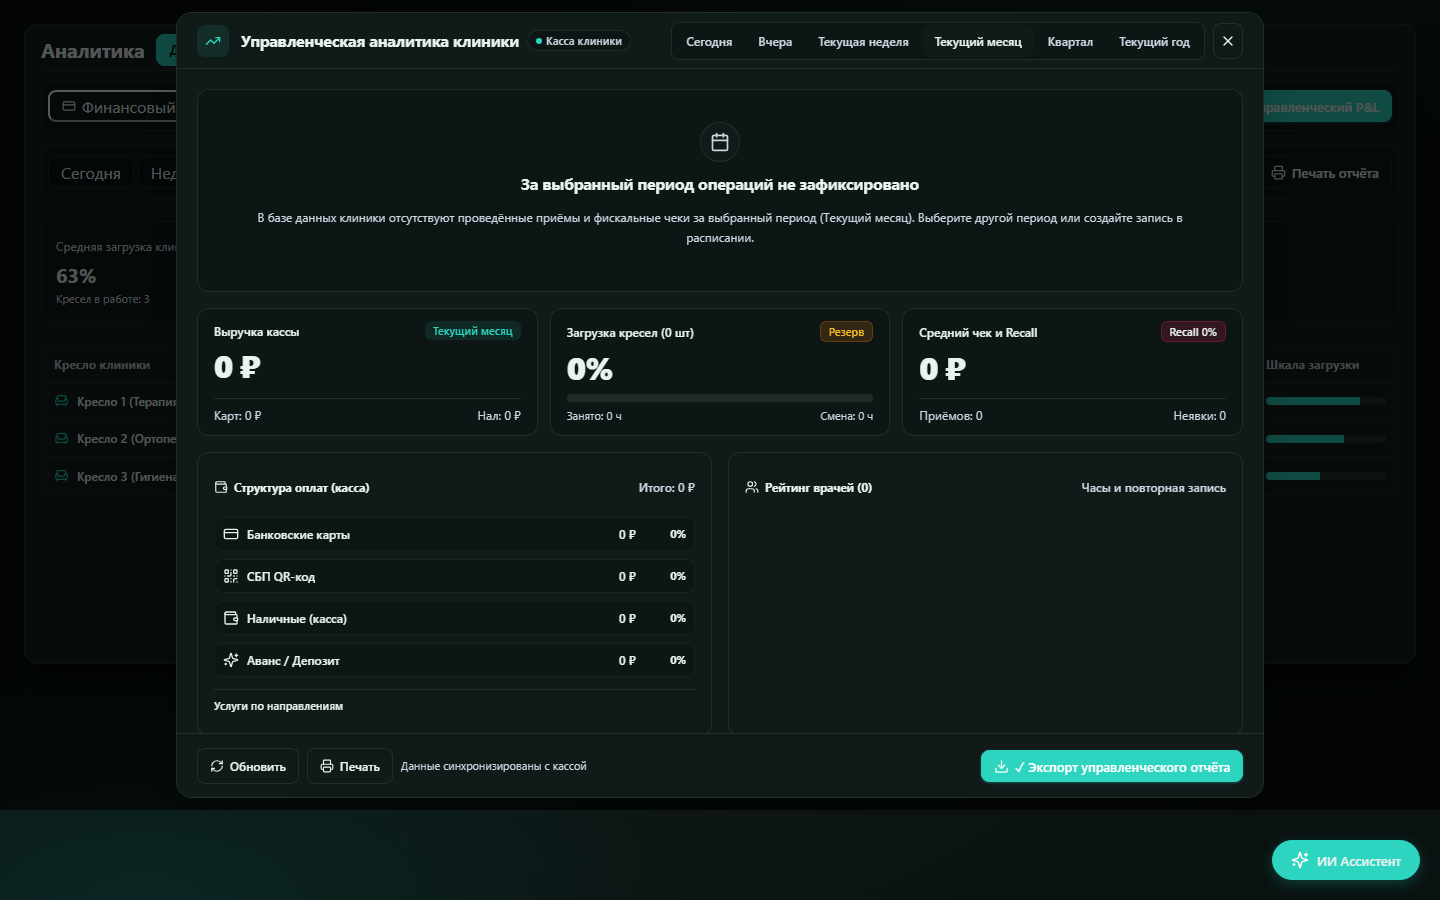 Аналитика
Управленческая аналитика клиники
Касса клиники
Сегодня
Вчера
Текущая неделя
Текущий месяц
Квартал
Текущий год
Финансовый
P&L
Сегодня
Печать отчёта
За выбранный период операций не зафиксировано
В базе данных клиники отсутствуют проведённые приёмы и фискальные чеки за выбранный период (Текущий месяц). Выберите другой период или создайте запись в
расписании.
Средняя загрузка
63%
Кресел в работе: 3
Выручка кассы
Текущий месяц
0 ₽
Карт: 0 ₽
Нал: 0 ₽
Загрузка кресел (0 шт)
Резерв
0%
Занято: 0 ч
Смена: 0 ч
Средний чек и Recall
Recall 0%
0 ₽
Приёмов: 0
Неявки: 0
Кресло клиники
Шкала загрузки
Кресло 1
Кресло 2
Кресло 3
Структура оплат (касса)
Итого: 0 ₽
Банковские карты
0 ₽
0%
СБП QR-код
0 ₽
0%
Наличные (касса)
0 ₽
0%
Аванс / Депозит
0 ₽
0%
Услуги по направлениям
Рейтинг врачей (0)
Часы и повторная запись
Обновить
Печать
Данные синхронизированы с кассой
✓ Экспорт управленческого отчёта
ИИ Ассистент